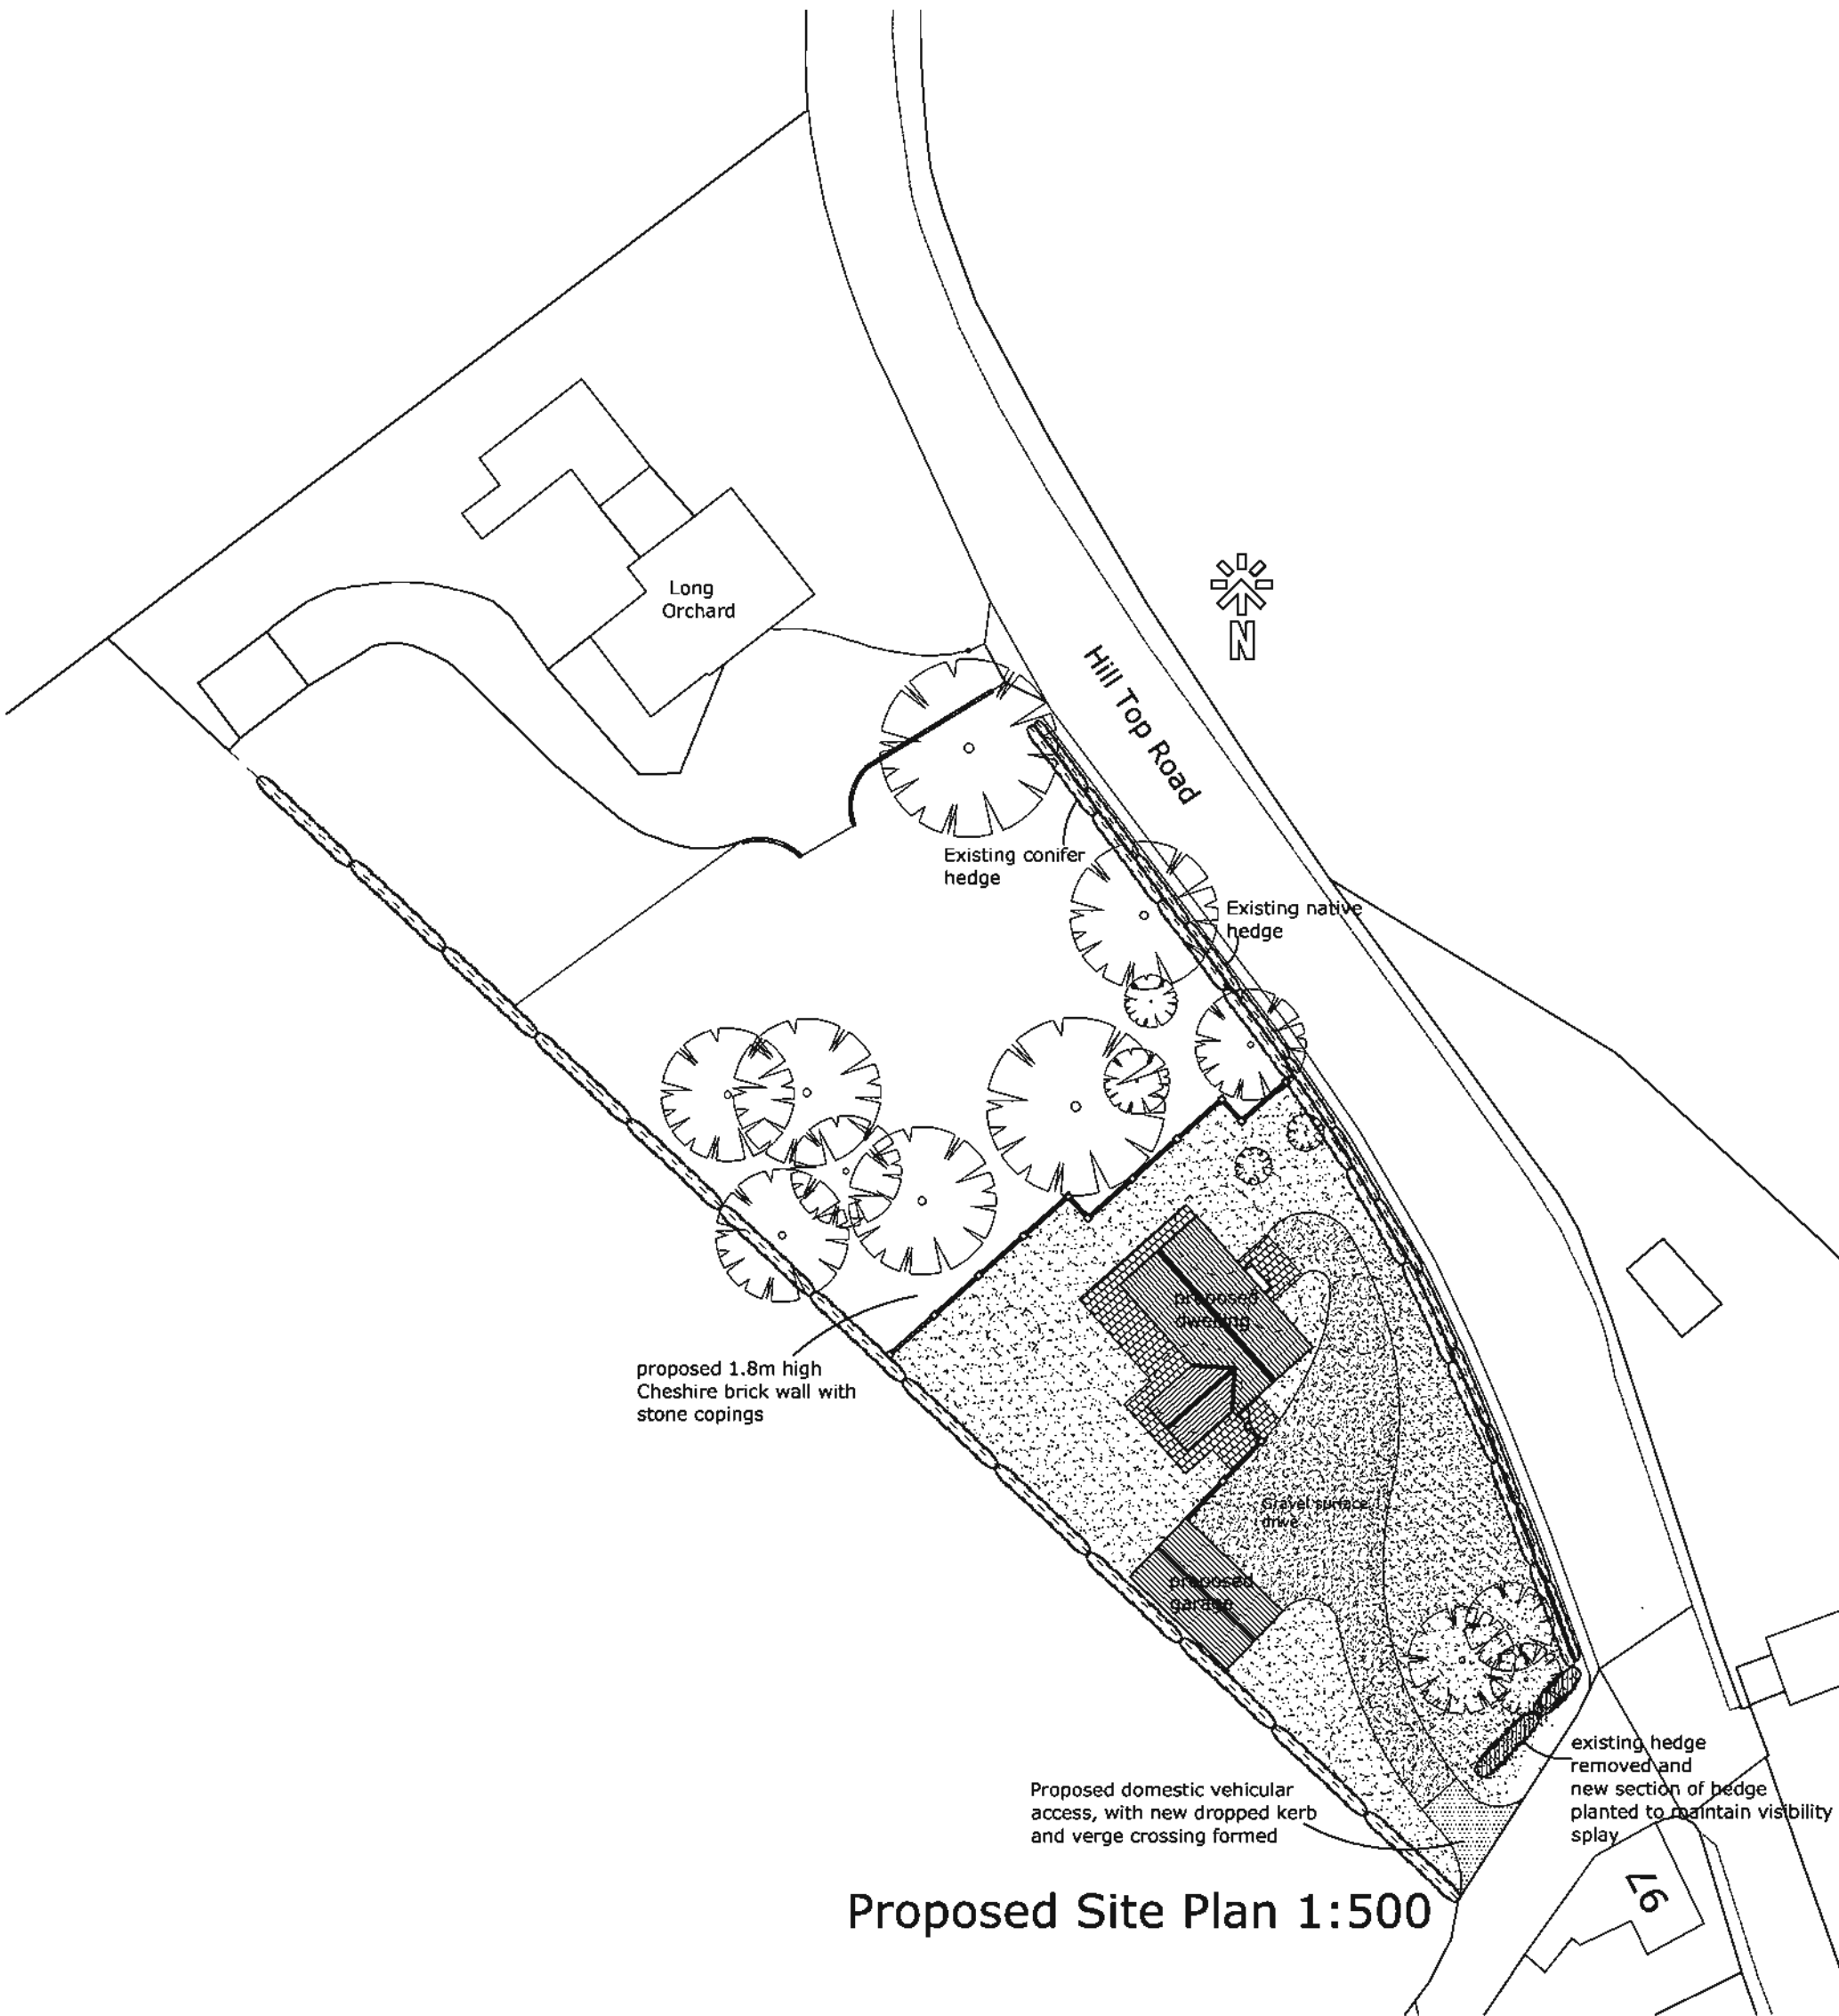 Long
Orchard
N
Hill Top Road
Existing conifer
hedge
Existing native
hedge
proposed 1.8m high
Cheshire brick wall with
stone copings
proposed
dwelling
Gravel surface
drive
proposed
garage
existing hedge
removed and
new section of hedge
planted to maintain visibility
splay
Proposed domestic vehicular
access, with new dropped kerb
and verge crossing formed
97
Proposed Site Plan 1:500